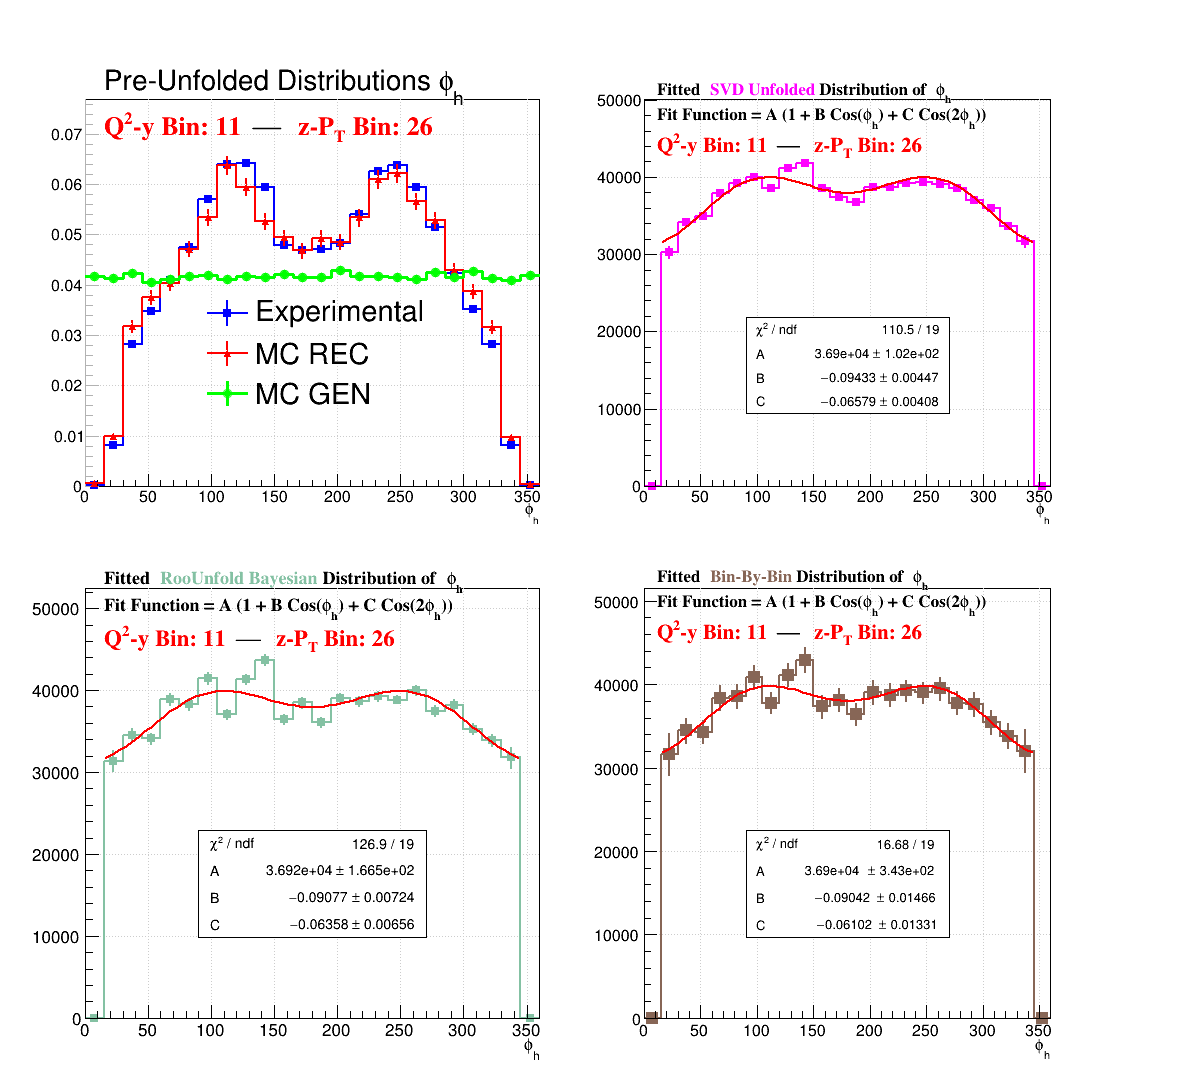 Pre-Unfolded Distributions ϕh
Q²-y Bin: 11 — z-PT Bin: 26
0.07
0.06
0.05
0.04
0.03
0.02
0.01
0
Experimental
MC REC
MC GEN
0 50 100 150 200 250 300 350
ϕh
Fitted SVD Unfolded Distribution of ϕh
Fit Function = A (1 + B Cos(ϕh) + C Cos(2ϕh))
Q²-y Bin: 11 — z-PT Bin: 26
50000
40000
30000
20000
10000
0
χ² / ndf 110.5 / 19
A 3.69e+04 ± 1.02e+02
B −0.09433 ± 0.00447
C −0.06579 ± 0.00408
0 50 100 150 200 250 300 350
ϕh
Fitted RooUnfold Bayesian Distribution of ϕh
Fit Function = A (1 + B Cos(ϕh) + C Cos(2ϕh))
Q²-y Bin: 11 — z-PT Bin: 26
50000
40000
30000
20000
10000
0
χ² / ndf 126.9 / 19
A 3.692e+04 ± 1.665e+02
B −0.09077 ± 0.00724
C −0.06358 ± 0.00656
0 50 100 150 200 250 300 350
ϕh
Fitted Bin-By-Bin Distribution of ϕh
Fit Function = A (1 + B Cos(ϕh) + C Cos(2ϕh))
Q²-y Bin: 11 — z-PT Bin: 26
50000
40000
30000
20000
10000
0
χ² / ndf 16.68 / 19
A 3.69e+04 ± 3.43e+02
B −0.09042 ± 0.01466
C −0.06102 ± 0.01331
0 50 100 150 200 250 300 350
ϕh